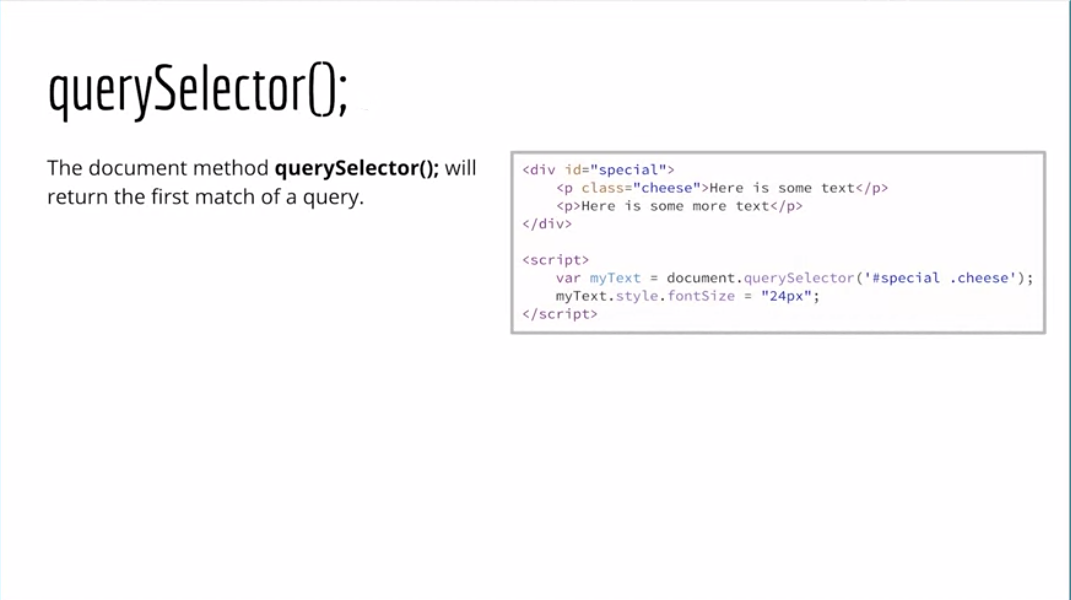 querySelector();
The document method querySelector(); will
return the first match of a query.
<div id="special">
    <p class="cheese">Here is some text</p>
    <p>Here is some more text</p>
</div>
<script>
    var myText = document.querySelector('#special .cheese');
    myText.style.fontSize = "24px";
</script>